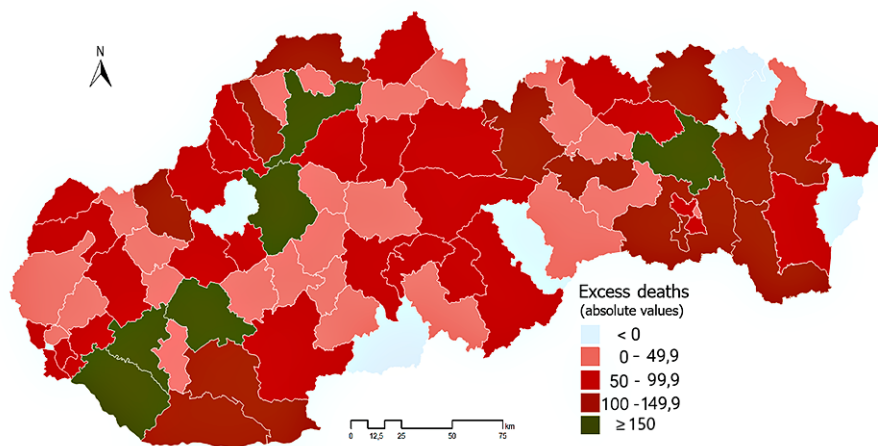 N
Excess deaths
(absolute values)
< 0
0 - 49,9
50 - 99,9
100 - 149,9
≥ 150
km
0 12,5 25 50 75